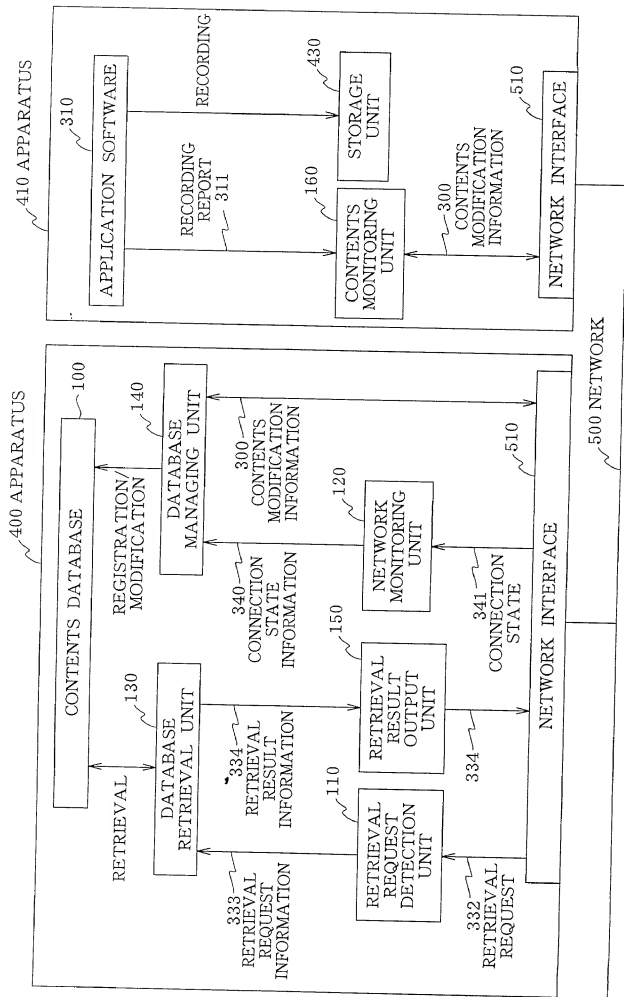 400 APPARATUS
CONTENTS DATABASE
100
RETRIEVAL
REGISTRATION/
MODIFICATION
130
DATABASE
RETRIEVAL UNIT
140
DATABASE
MANAGING UNIT
333
RETRIEVAL
REQUEST
INFORMATION
334
RETRIEVAL
RESULT
INFORMATION
340
CONNECTION
STATE
INFORMATION
300
CONTENTS
MODIFICATION
INFORMATION
110
RETRIEVAL
REQUEST
DETECTION
UNIT
150
RETRIEVAL
RESULT
OUTPUT
UNIT
120
NETWORK
MONITORING
UNIT
332
RETRIEVAL
REQUEST
334
341
CONNECTION
STATE
510
NETWORK INTERFACE
410 APPARATUS
310
APPLICATION SOFTWARE
RECORDING
REPORT
311
RECORDING
160
CONTENTS
MONITORING
UNIT
430
STORAGE
UNIT
300
CONTENTS
MODIFICATION
INFORMATION
510
NETWORK INTERFACE
500 NETWORK